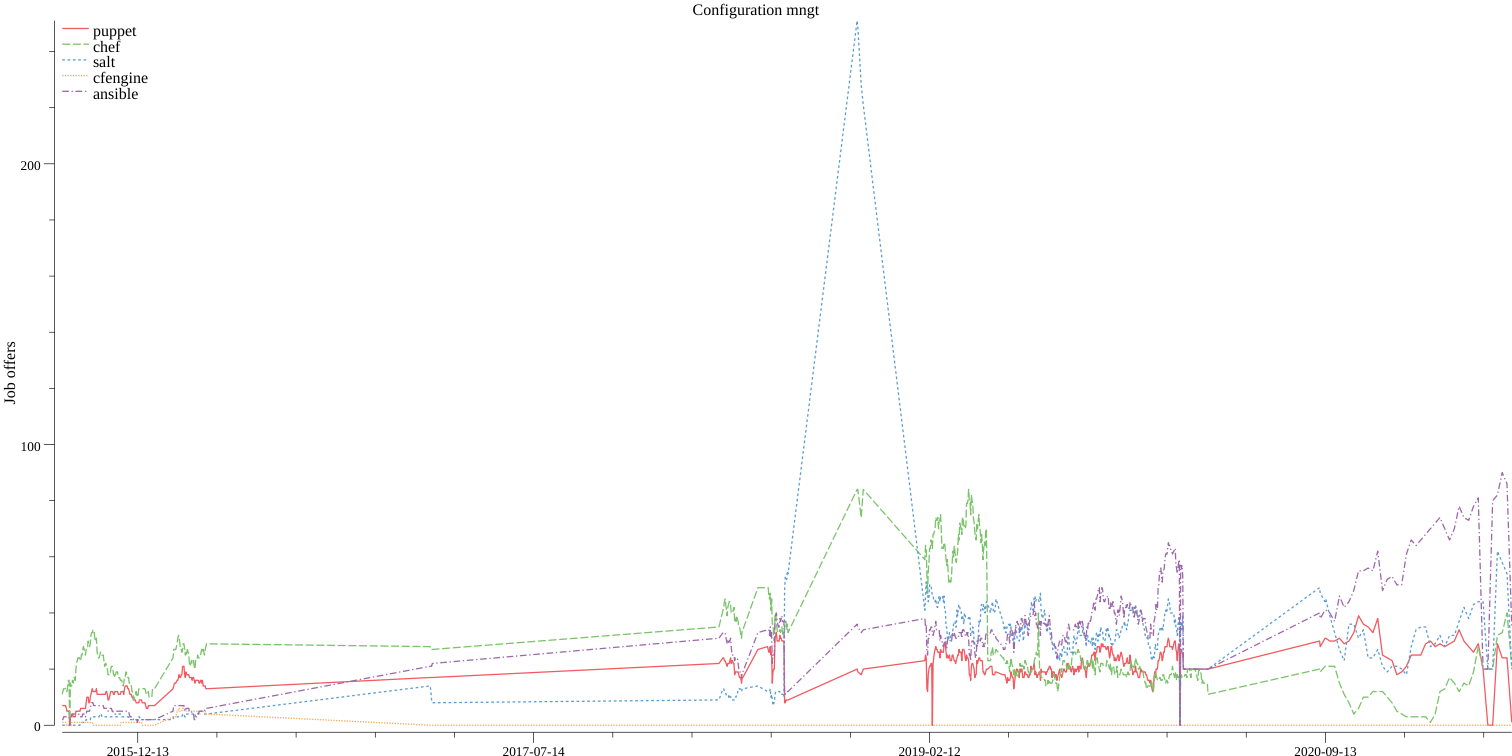 Configuration mngt
puppet
chef
salt
cfengine
ansible
Job offers
200
100
0
2015-12-13
2017-07-14
2019-02-12
2020-09-13